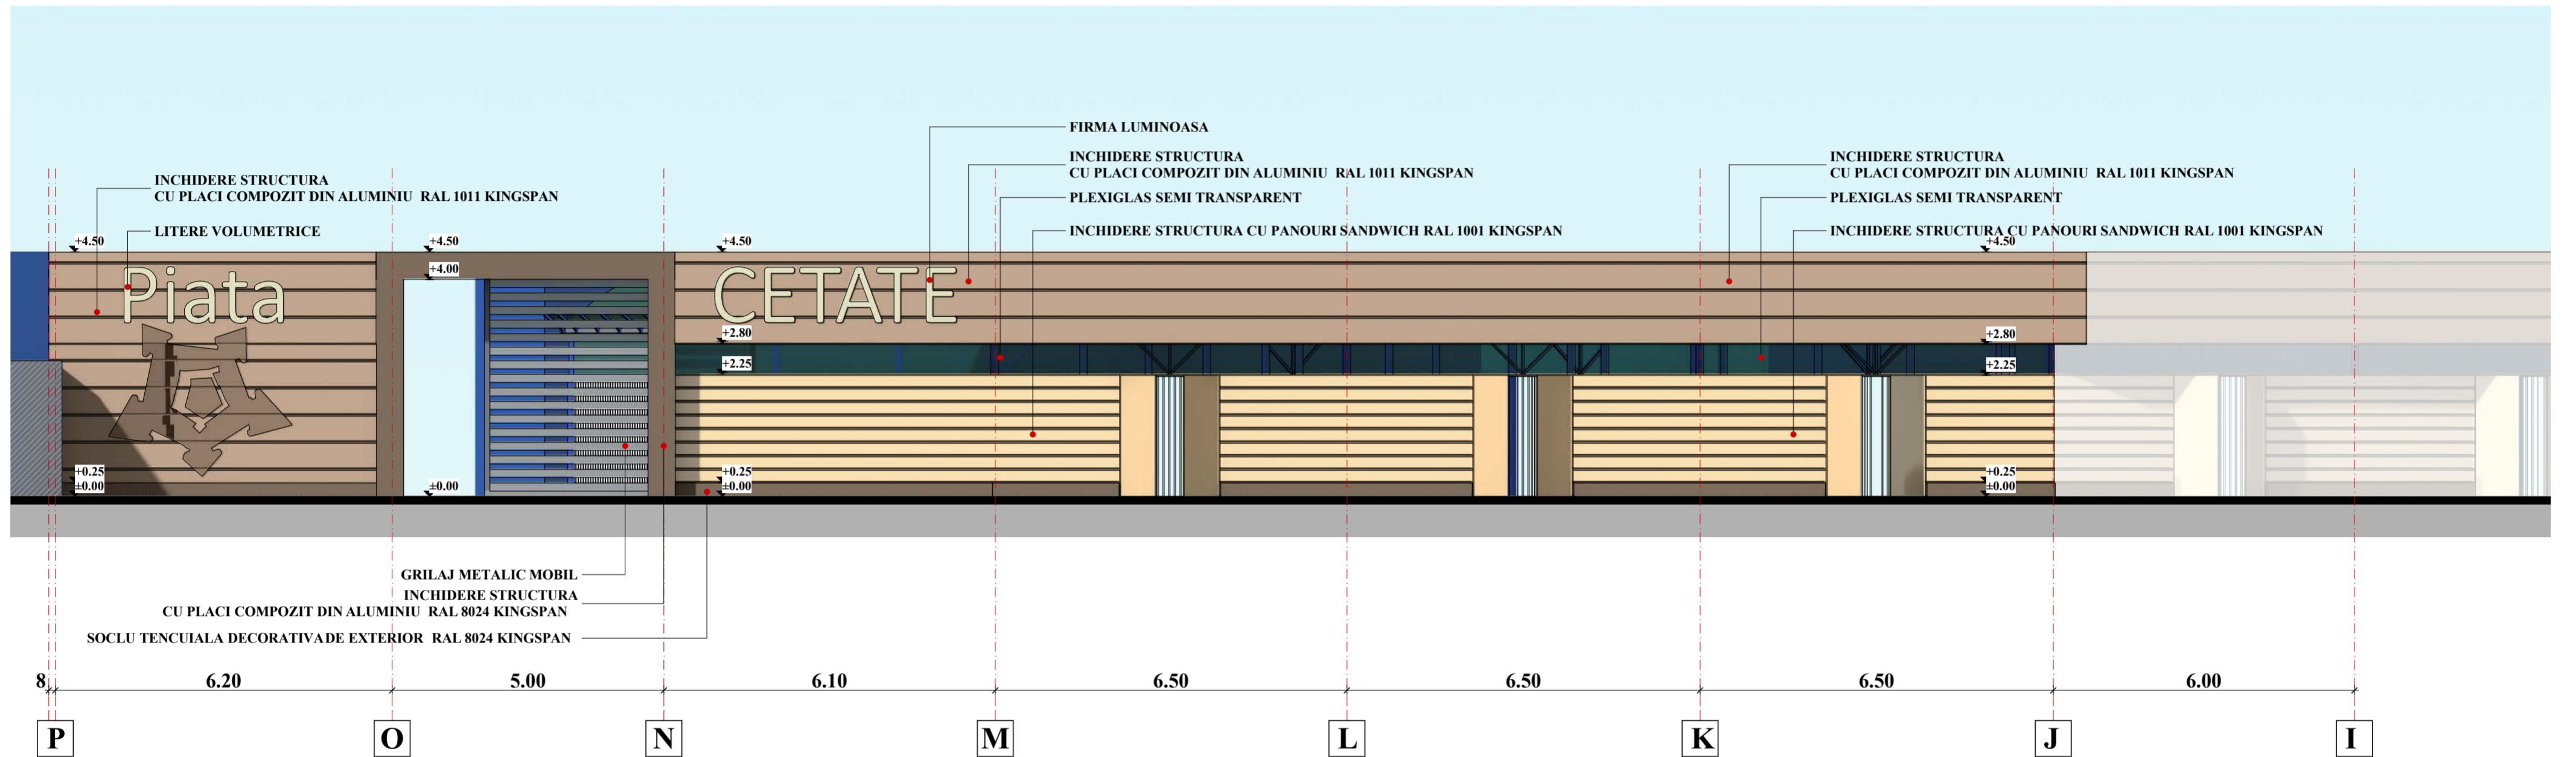 FIRMA LUMINOASA
INCHIDERE STRUCTURA
CU PLACI COMPOZIT DIN ALUMINIU RAL 1011 KINGSPAN
PLEXIGLAS SEMI TRANSPARENT
INCHIDERE STRUCTURA CU PANOURI SANDWICH RAL 1001 KINGSPAN
INCHIDERE STRUCTURA
CU PLACI COMPOZIT DIN ALUMINIU RAL 1011 KINGSPAN
PLEXIGLAS SEMI TRANSPARENT
INCHIDERE STRUCTURA CU PANOURI SANDWICH RAL 1001 KINGSPAN
INCHIDERE STRUCTURA
CU PLACI COMPOZIT DIN ALUMINIU RAL 1011 KINGSPAN
LITERE VOLUMETRICE
+4.50 +4.50 +4.50 +4.50
+4.00
Piata CETATE
+2.80 +2.80
+2.25 +2.25
+0.25 +0.25 +0.25
±0.00 ±0.00 ±0.00 ±0.00
GRILAJ METALIC MOBIL
INCHIDERE STRUCTURA
CU PLACI COMPOZIT DIN ALUMINIU RAL 8024 KINGSPAN
SOCLU TENCUIALA DECORATIVA DE EXTERIOR RAL 8024 KINGSPAN
8 6.20 5.00 6.10 6.50 6.50 6.50 6.00
P O N M L K J I